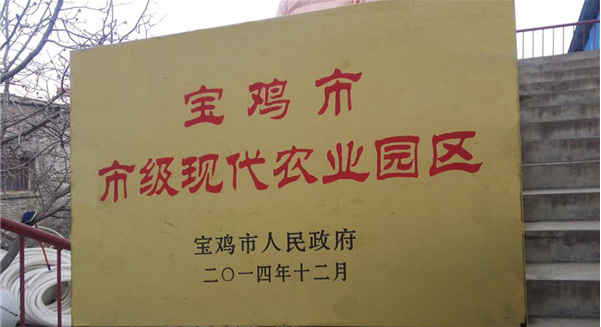 宝鸡市
市级现代农业园区
宝鸡市人民政府
二〇一四年十二月